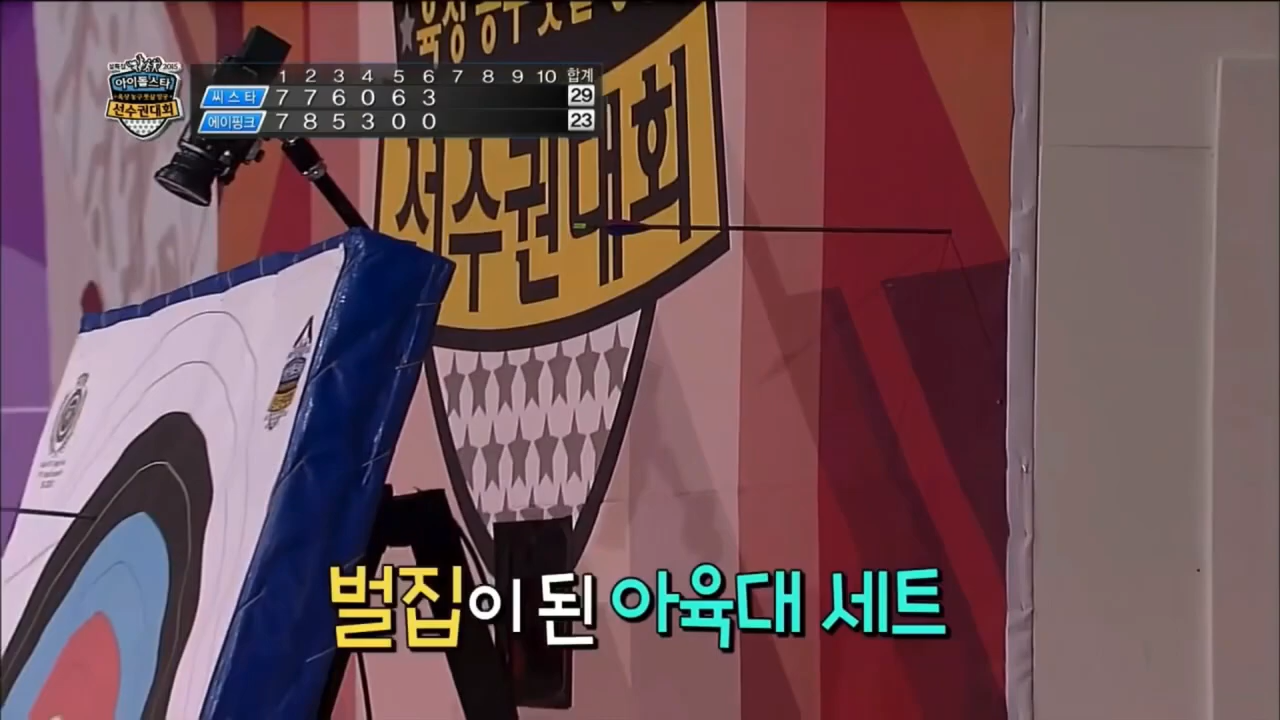 아이돌스타
선수권대회
2015
1 2 3 4 5 6 7 8 9 10 합계
씨스타 7 7 6 0 6 3 29
에이핑크 7 8 5 3 0 0 23
선수권대회
벌집이 된 아육대 세트